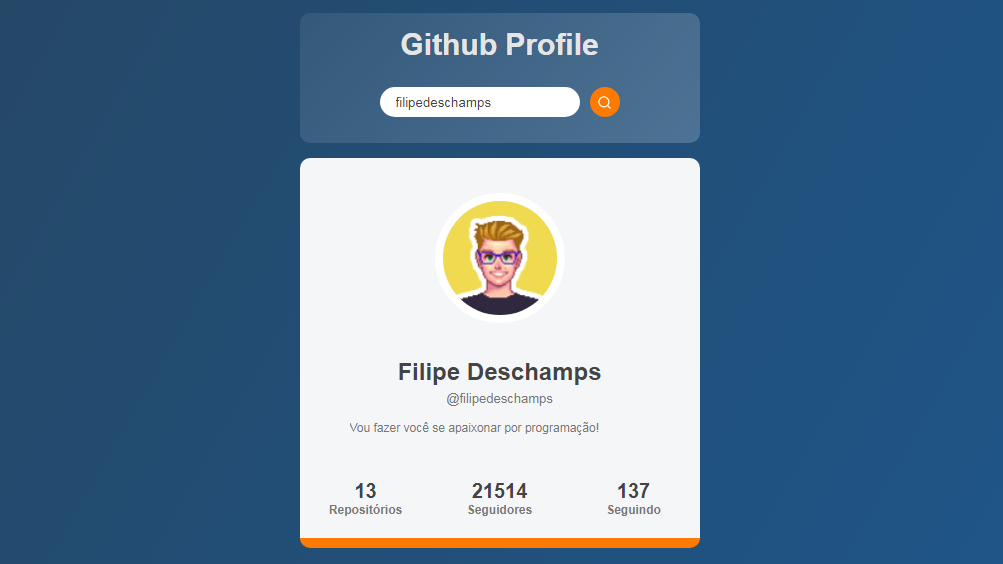 Github Profile
filipedeschamps
Filipe Deschamps
@filipedeschamps
Vou fazer você se apaixonar por programação!
13 21514 137
Repositórios Seguidores Seguindo